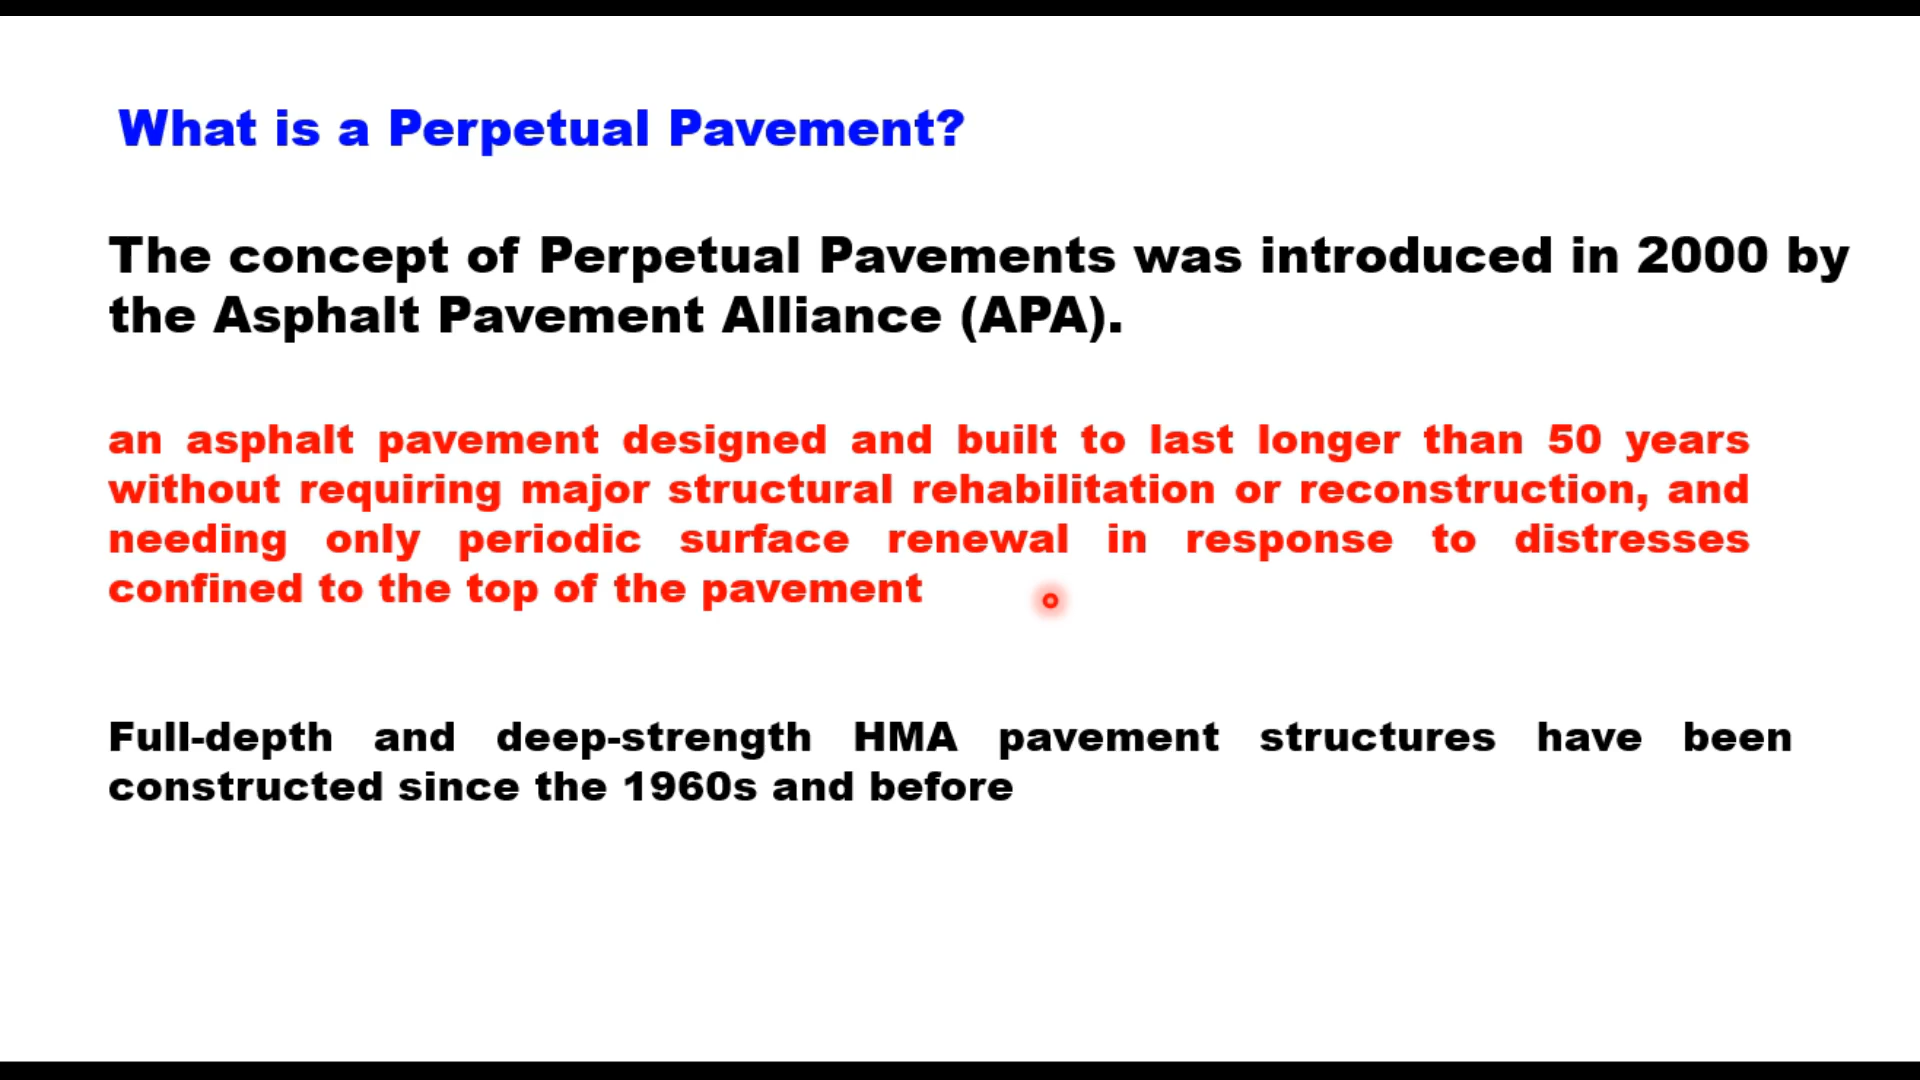 What is a Perpetual Pavement?
The concept of Perpetual Pavements was introduced in 2000 by
the Asphalt Pavement Alliance (APA).
an asphalt pavement designed and built to last longer than 50 years
without requiring major structural rehabilitation or reconstruction, and
needing only periodic surface renewal in response to distresses
confined to the top of the pavement
Full-depth and deep-strength HMA pavement structures have been
constructed since the 1960s and before